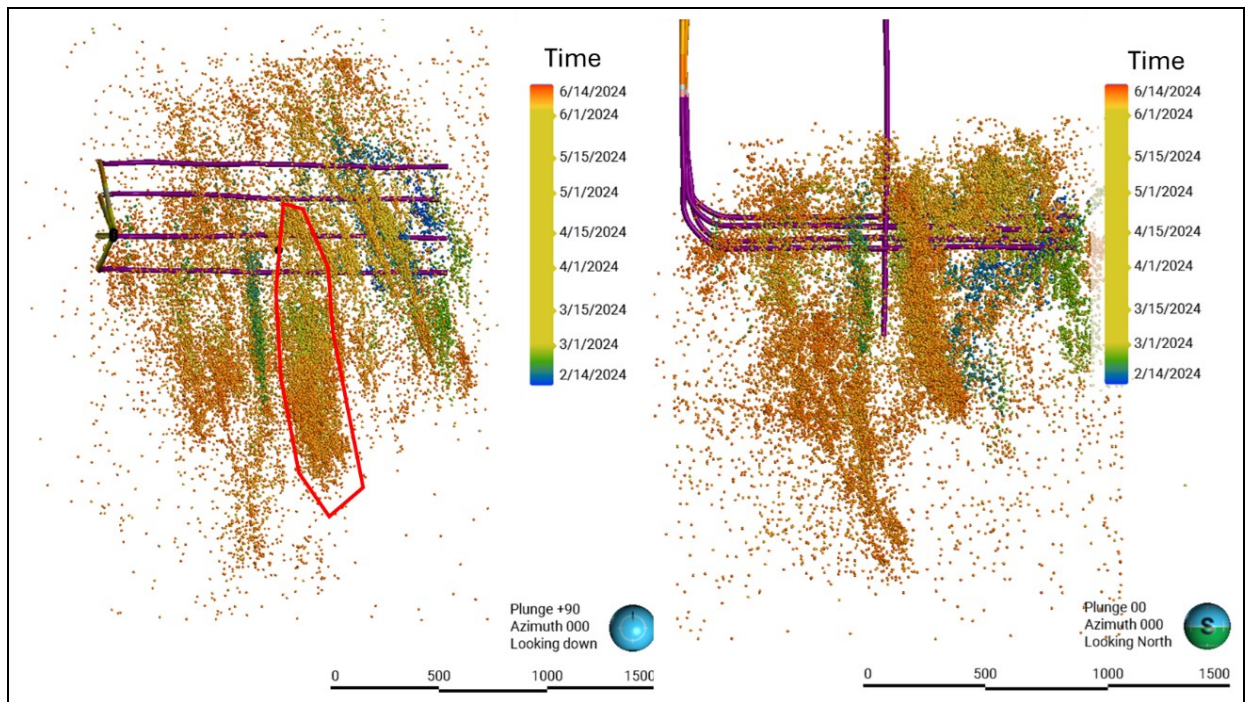 Time
6/14/2024
6/1/2024
5/15/2024
5/1/2024
4/15/2024
4/1/2024
3/15/2024
3/1/2024
2/14/2024
Plunge +90
Azimuth 000
Looking down
0 500 1000 1500
Time
6/14/2024
6/1/2024
5/15/2024
5/1/2024
4/15/2024
4/1/2024
3/15/2024
3/1/2024
2/14/2024
Plunge 00
Azimuth 000
Looking North
S
0 500 1000 1500